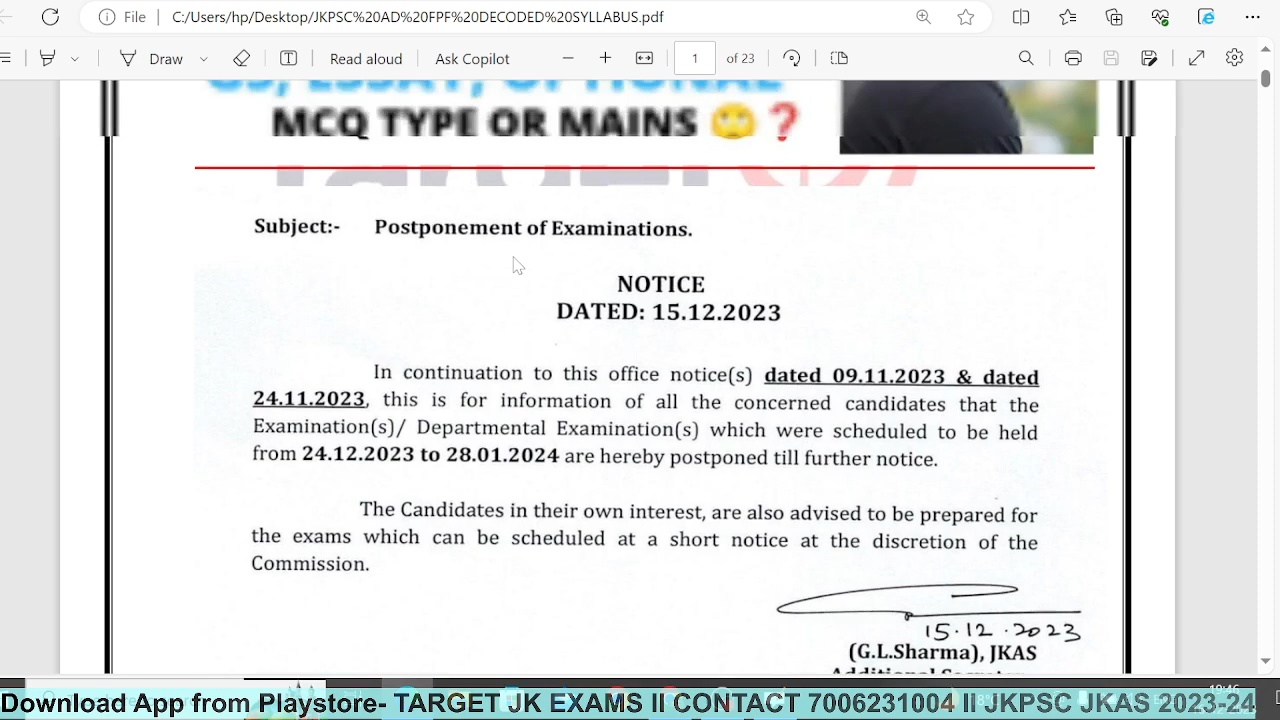 File C:/Users/hp/Desktop/JKPSC%20AD%20FPF%20DECODED%20SYLLABUS.pdf
Draw Read aloud Ask Copilot 1 of 23
GS, ESSAY, OPTIONAL
MCQ TYPE OR MAINS 🙄 ?
Subject:- Postponement of Examinations.
NOTICE
DATED: 15.12.2023
In continuation to this office notice(s) dated 09.11.2023 & dated
24.11.2023, this is for information of all the concerned candidates that the
Examination(s)/ Departmental Examination(s) which were scheduled to be held
from 24.12.2023 to 28.01.2024 are hereby postponed till further notice.
The Candidates in their own interest, are also advised to be prepared for
the exams which can be scheduled at a short notice at the discretion of the
Commission.
15.12.2023
(G.L.Sharma), JKAS
Additional Secretary
Download App from Playstore- TARGET JK EXAMS II CONTACT 7006231004 II JKPSC JKAS 2023-24